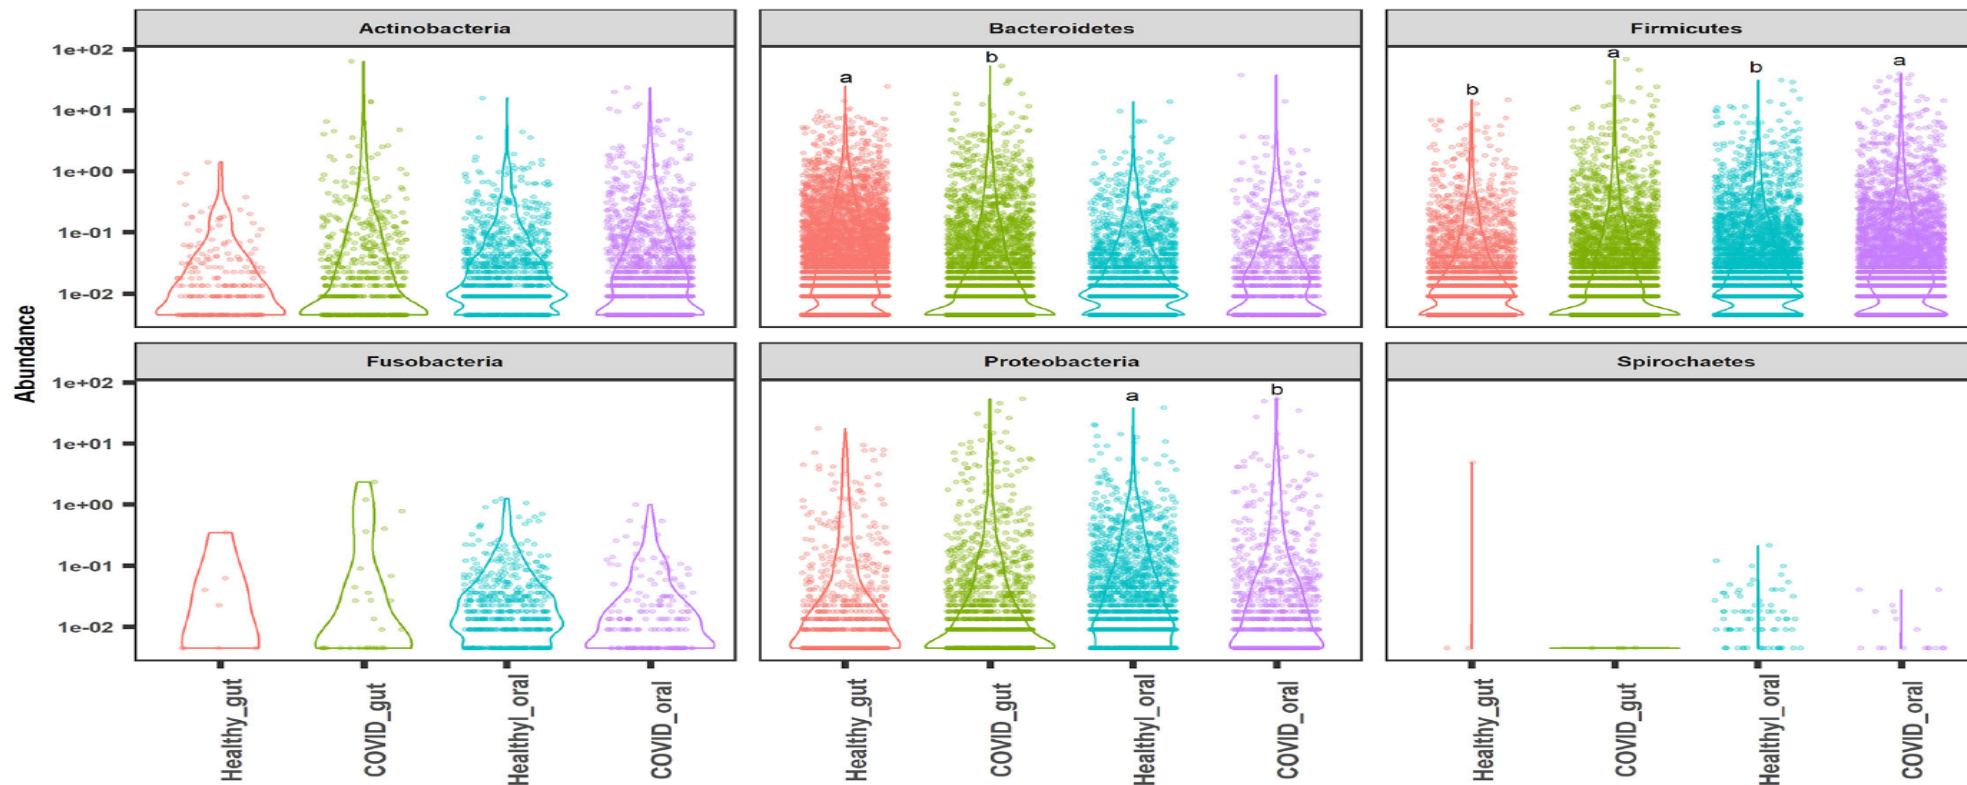 Actinobacteria
Bacteroidetes
Firmicutes
1e+02
1e+01
1e+00
1e-01
1e-02
a
b
b
a
b
a
Fusobacteria
Proteobacteria
Spirochaetes
1e+02
1e+01
1e+00
1e-01
1e-02
a
b
Abundance
Healthy_gut
COVID_gut
Healthyl_oral
COVID_oral
Healthy_gut
COVID_gut
Healthyl_oral
COVID_oral
Healthy_gut
COVID_gut
Healthyl_oral
COVID_oral